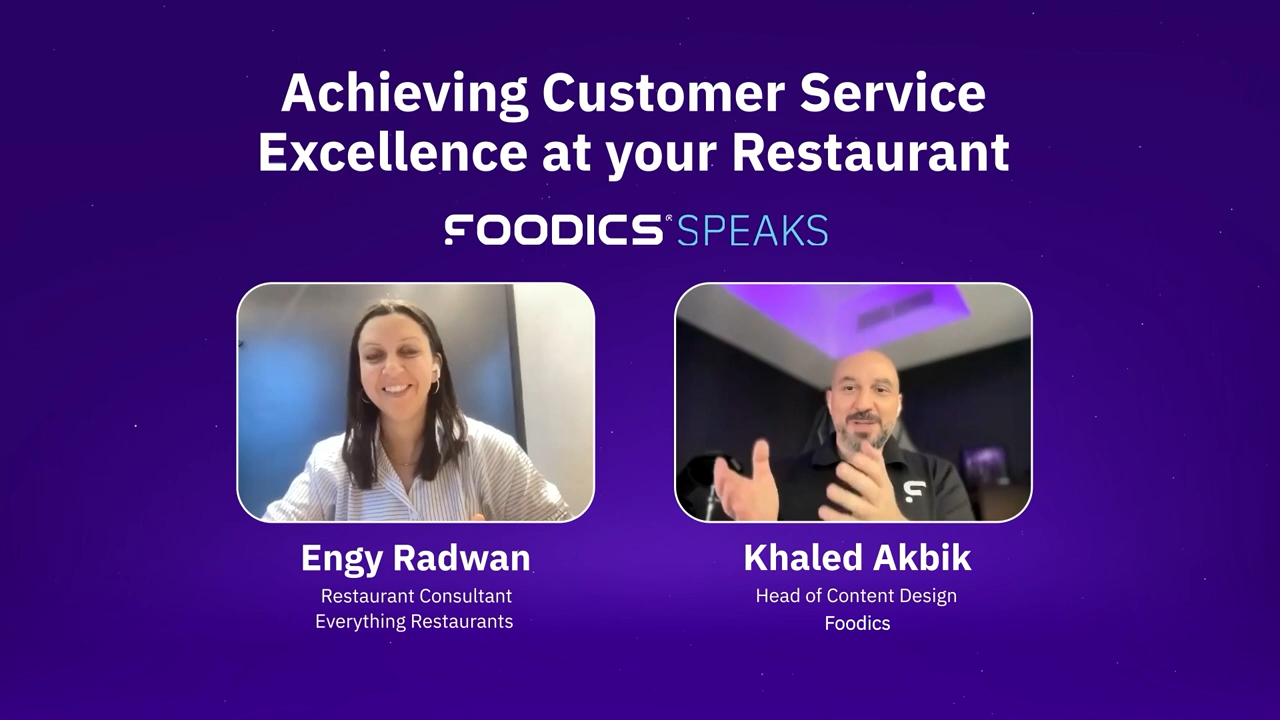 Achieving Customer Service
Excellence at your Restaurant
FOODICS® SPEAKS
Engy Radwan
Restaurant Consultant
Everything Restaurants
Khaled Akbik
Head of Content Design
Foodics